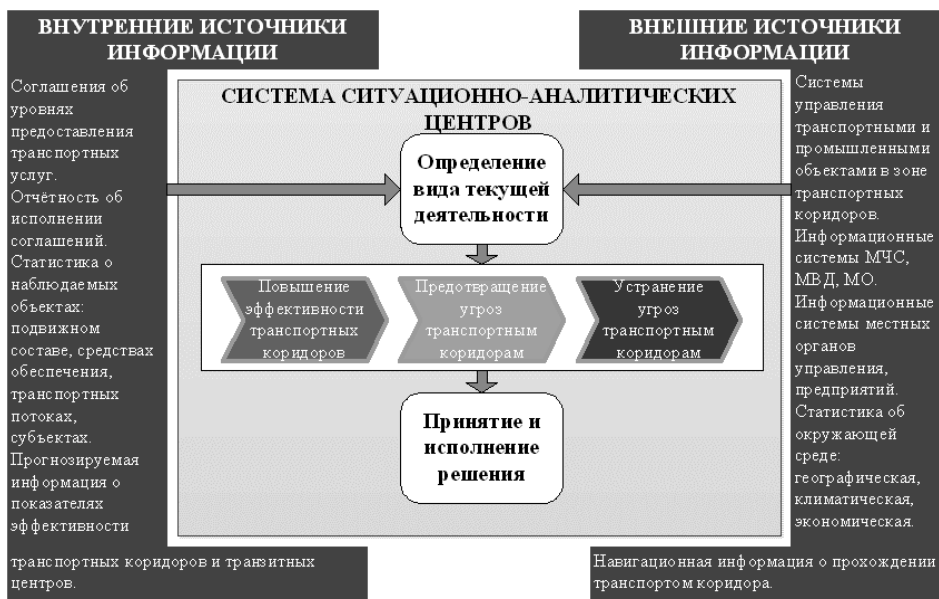 ВНУТРЕННИЕ ИСТОЧНИКИ
ИНФОРМАЦИИ
Соглашения об
уровнях
предоставления
транспортных
услуг.
Отчётность об
исполнении
соглашений.
Статистика о
наблюдаемых
объектах:
подвижном
составе, средствах
обеспечения,
транспортных
потоках,
субъектах.
Прогнозируемая
информация о
показателях
эффективности
транспортных коридоров и транзитных
центров.
СИСТЕМА СИТУАЦИОННО-АНАЛИТИЧЕСКИХ
ЦЕНТРОВ
Определение
вида текущей
деятельности
Повышение
эффективности
транспортных
коридоров
Предотвращение
угроз
транспортным
коридорам
Устранение
угроз
транспортным
коридорам
Принятие и
исполнение
решения
ВНЕШНИЕ ИСТОЧНИКИ
ИНФОРМАЦИИ
Системы
управления
транспортными и
промышленными
объектами в зоне
транспортных
коридоров.
Информационные
системы МЧС,
МВД, МО.
Информационные
системы местных
органов
управления,
предприятий.
Статистика об
окружающей
среде:
географическая,
климатическая,
экономическая.
Навигационная информация о прохождении
транспортом коридора.